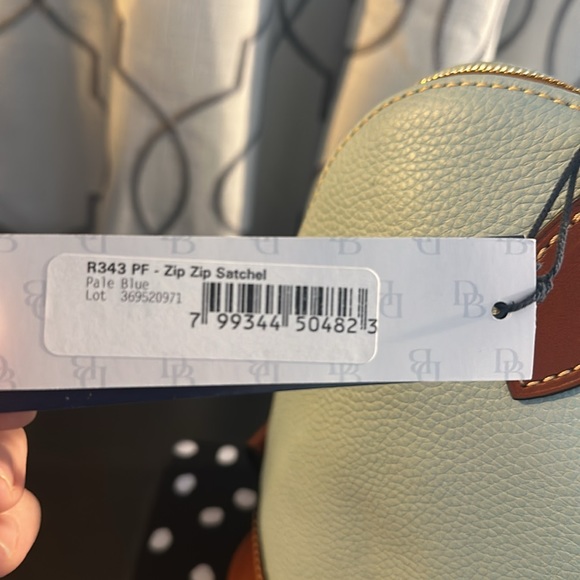 R343 PF - Zip Zip Satchel
Pale Blue
Lot 369520971
7 99344 50482 3